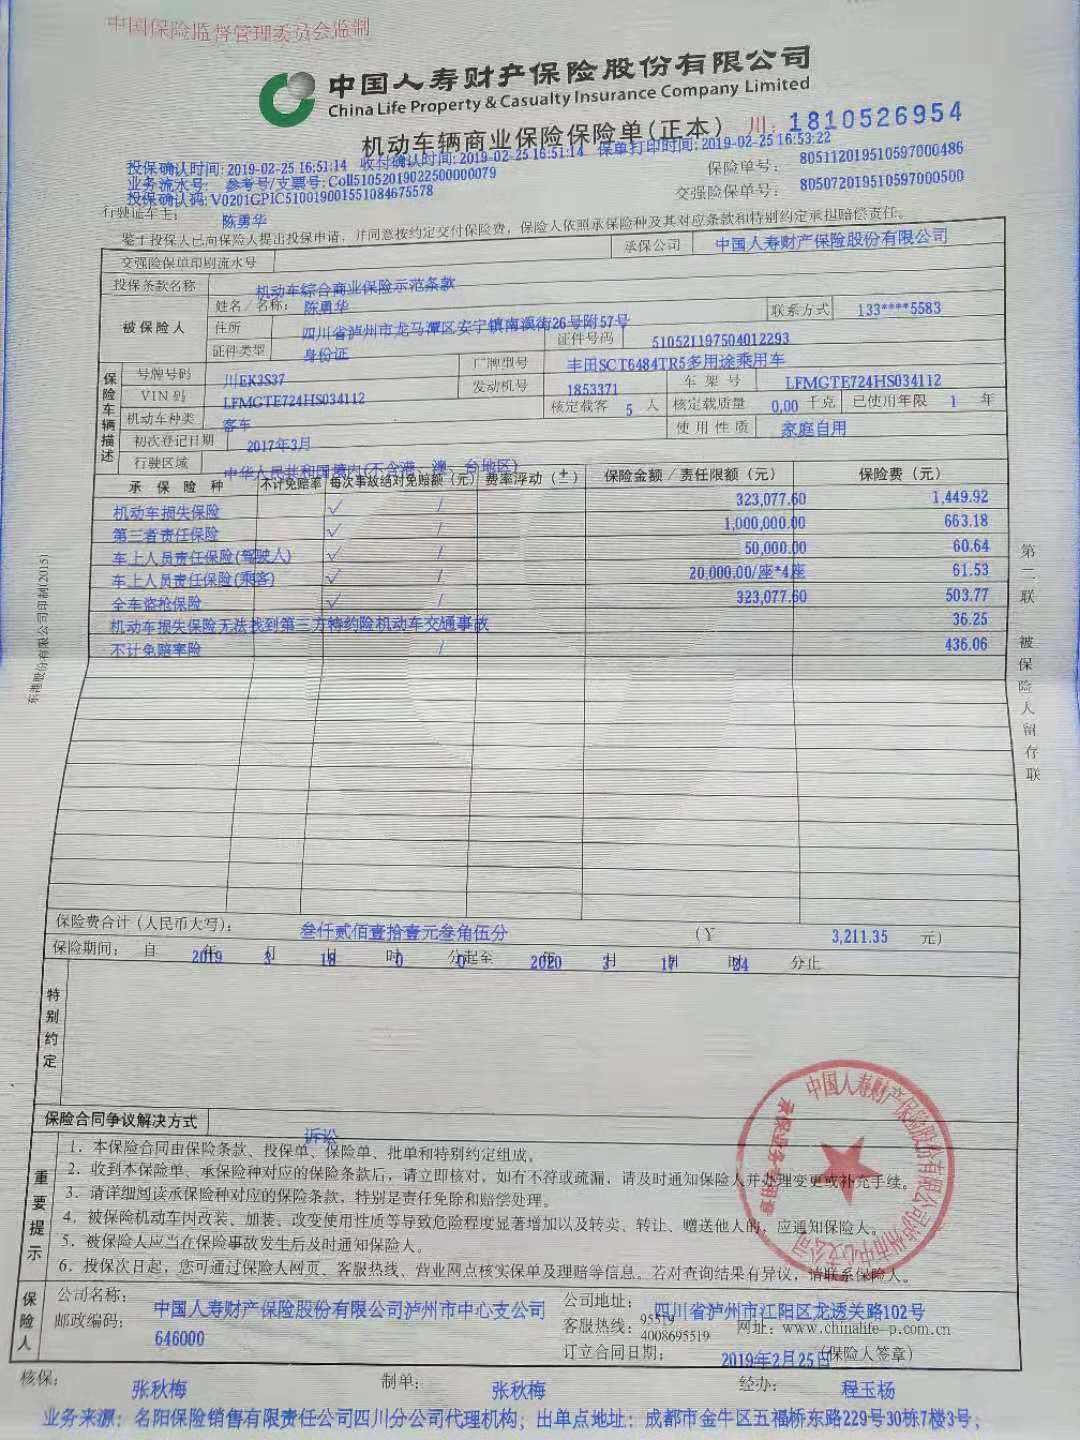 中国保险监督管理委员会监制
中国人寿财产保险股份有限公司
China Life Property & Casualty Insurance Company Limited
机动车辆商业保险保险单(正本) 川: 1810526954
投保确认时间: 2019-02-25 16:51:14 收付确认时间: 2019-02-25 16:51:14 保单打印时间: 2019-02-25 16:53:22
业务流水号: 参考号/支票号: Coll51052019022500000079 保险单号: 805112019510597000486
投保确认码: V0201GPIC510019001551084675578 交强险保单号: 805072019510597000500
行驶证车主: 陈勇华
鉴于投保人已向保险人提出投保申请，并同意按约定交付保险费，保险人依照承保险种及其对应条款和特别约定承担赔偿责任。
交强险保单印刷流水号 承保公司 中国人寿财产保险股份有限公司
投保条款名称 机动车综合商业保险示范条款
被保险人 姓名／名称: 陈勇华 联系方式 133****5583
住所 四川省泸州市龙马潭区安宁镇南溪街26号附57号
证件类型 身份证 证件号码 510521197504012293
保险车辆描述
号牌号码 川EK3S37 厂牌型号 丰田SCT6484TR5多用途乘用车
VIN 码 LFMGTE724HS034112 发动机号 1853371 车架号 LFMGTE724HS034112
机动车种类 客车 核定载客 5 人 核定载质量 0.00 千克 已使用年限 1 年
初次登记日期 2017年3月 使用性质 家庭自用
行驶区域 中华人民共和国境内(不含港、澳、台地区)
承保险种 不计免赔率 每次事故绝对免赔额（元） 费率浮动（±） 保险金额／责任限额（元） 保险费（元）
机动车损失保险 √ / 323,077.60 1,449.92
第三者责任保险 √ / 1,000,000.00 663.18
车上人员责任保险(驾驶人) √ / 50,000.00 60.64
车上人员责任保险(乘客) √ / 20,000.00/座*4座 61.53
全车盗抢保险 √ / 323,077.60 503.77
机动车损失保险无法找到第三方特约险机动车交通事故 36.25
不计免赔率险 / 436.06
第二联 被保险人留存联
东港股份有限公司印制(2015)
保险费合计（人民币大写）: 叁仟贰佰壹拾壹元叁角伍分 （￥ 3,211.35 元）
保险期间: 自 2019 年 3 月 18 日 0 时 0 分起至 2020 年 3 月 17 日 24 时 分止
特别约定
保险合同争议解决方式 诉讼
重要提示
1. 本保险合同由保险条款、投保单、保险单、批单和特别约定组成。
2. 收到本保险单、承保险种对应的保险条款后，请立即核对，如有不符或疏漏，请及时通知保险人并办理变更或补充手续。
3. 请详细阅读承保险种对应的保险条款，特别是责任免除和赔偿处理。
4. 被保险机动车因改装、加装、改变使用性质等导致危险程度显著增加以及转卖、转让、赠送他人的，应通知保险人。
5. 被保险人应当在保险事故发生后及时通知保险人。
6. 投保次日起，您可通过保险人网页、客服热线、营业网点核实保单及理赔等信息。若对查询结果有异议，请联系保险人。
中国人寿财产保险股份有限公司泸州市中心支公司
承保业务专用章
保险人
公司名称: 中国人寿财产保险股份有限公司泸州市中心支公司 公司地址: 四川省泸州市江阳区龙透关路102号
邮政编码: 646000 客服热线: 95519 4008695519 网址: www.chinalife-p.com.cn
订立合同日期: 2019年2月25日 (保险人签章)
核保: 张秋梅 制单: 张秋梅 经办: 程玉杨
业务来源: 名阳保险销售有限责任公司四川分公司代理机构; 出单点地址: 成都市金牛区五福桥东路229号30栋7楼3号;